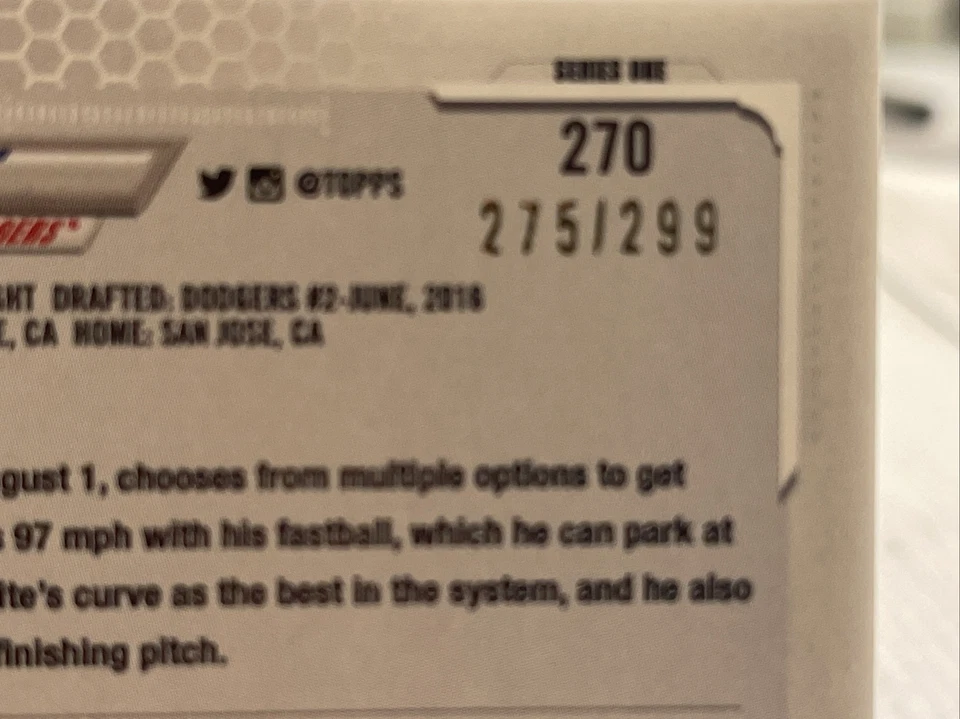 SERIES ONE
270
@TOPPS
275/299
GERS™
GHT DRAFTED: DODGERS #2-JUNE, 2016
E, CA HOME: SAN JOSE, CA
gust 1, chooses from multiple options to get
s 97 mph with his fastball, which he can park at
ite's curve as the best in the system, and he also
finishing pitch.